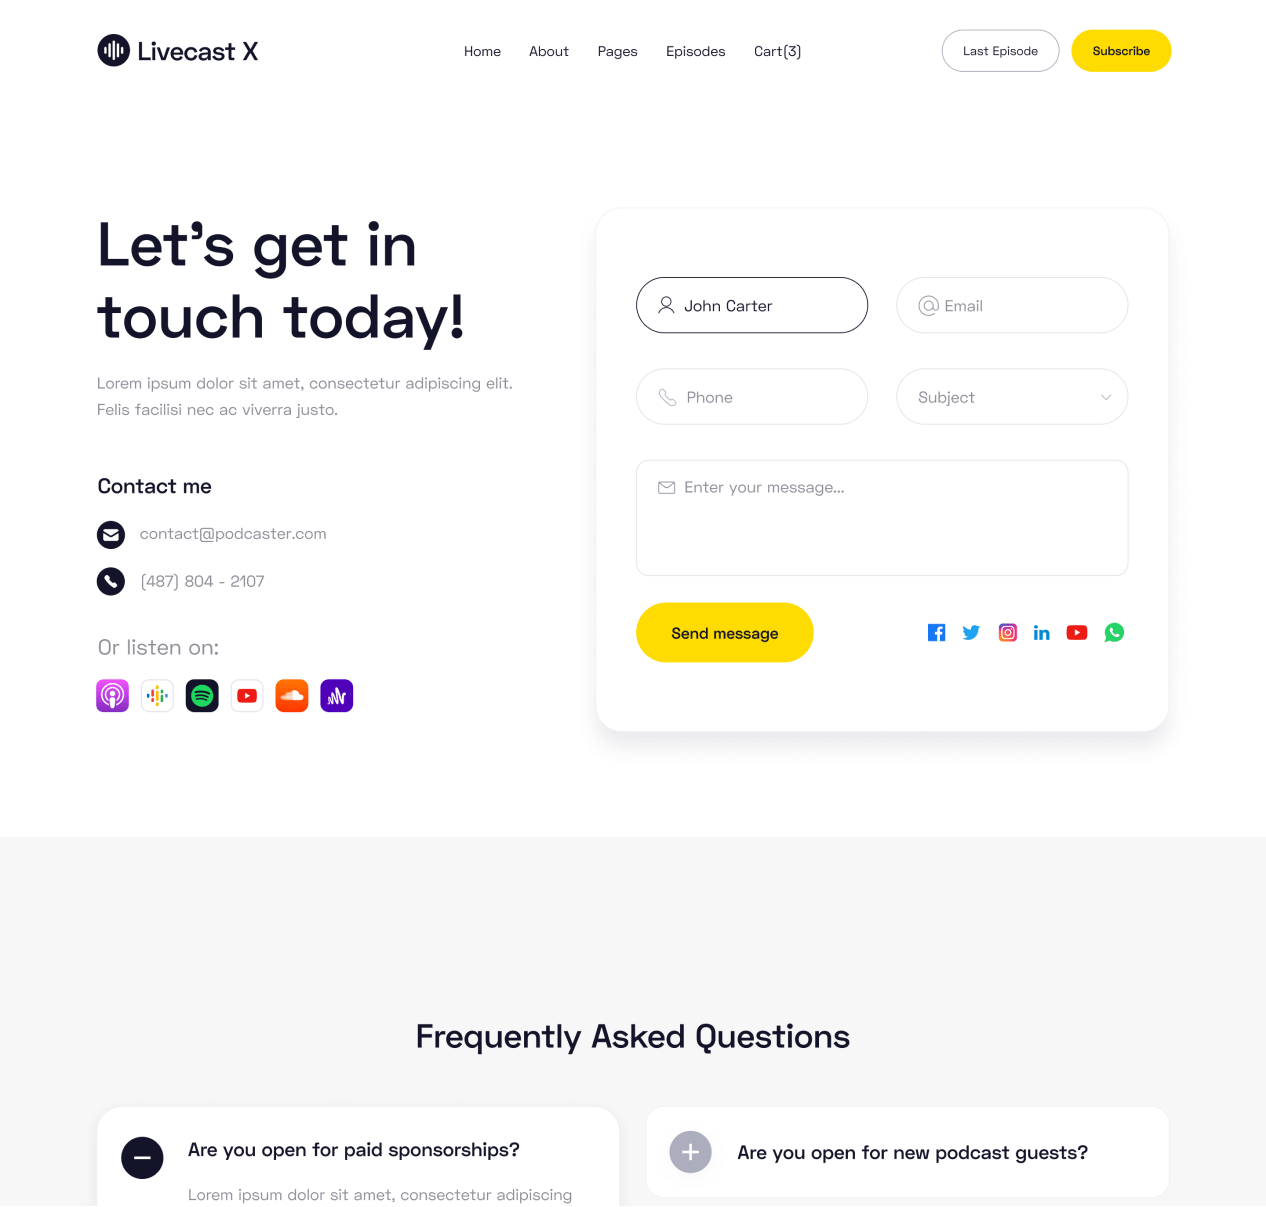 Livecast X
Home
About
Pages
Episodes
Cart(3)
Last Episode
Subscribe
Let's get in
touch today!
Lorem ipsum dolor sit amet, consectetur adipiscing elit.
Felis facilisi nec ac viverra justo.
Contact me
contact@podcaster.com
(487) 804 - 2107
Or listen on:
John Carter
Email
Phone
Subject
Enter your message...
Send message
Frequently Asked Questions
Are you open for paid sponsorships?
Lorem ipsum dolor sit amet, consectetur adipiscing
Are you open for new podcast guests?